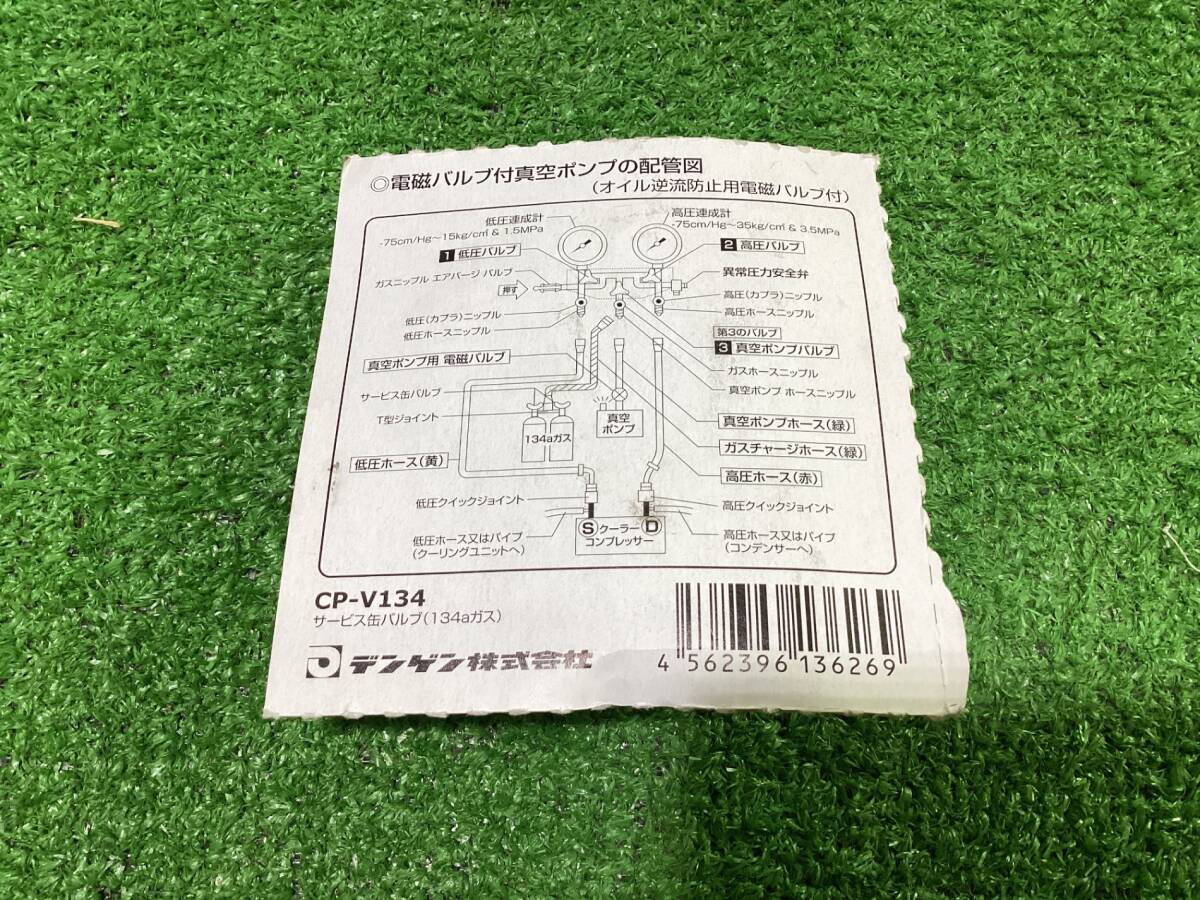 ◎電磁バルブ付真空ポンプの配管図
(オイル逆流防止用電磁バルブ付)
低圧連成計
-75cm/Hg～15kg/c㎡ & 1.5MPa
高圧連成計
-75cm/Hg～35kg/c㎡ & 3.5MPa
1 低圧バルブ
2 高圧バルブ
ガスニップル エアパージ バルブ
押す
異常圧力安全弁
低圧(カプラ)ニップル
低圧ホースニップル
高圧(カプラ)ニップル
高圧ホースニップル
第3のバルブ
3 真空ポンプバルブ
真空ポンプ用 電磁バルブ
ガスホースニップル
サービス缶バルブ
真空ポンプ ホースニップル
T型ジョイント
134aガス
真空
ポンプ
真空ポンプホース(緑)
ガスチャージホース(緑)
低圧ホース(黄)
高圧ホース(赤)
低圧クイックジョイント
高圧クイックジョイント
S クーラー D
コンプレッサー
低圧ホース又はパイプ
(クーリングユニットへ)
高圧ホース又はパイプ
(コンデンサーへ)
CP-V134
サービス缶バルブ(134aガス)
デンゲン株式会社
4 562396 136269